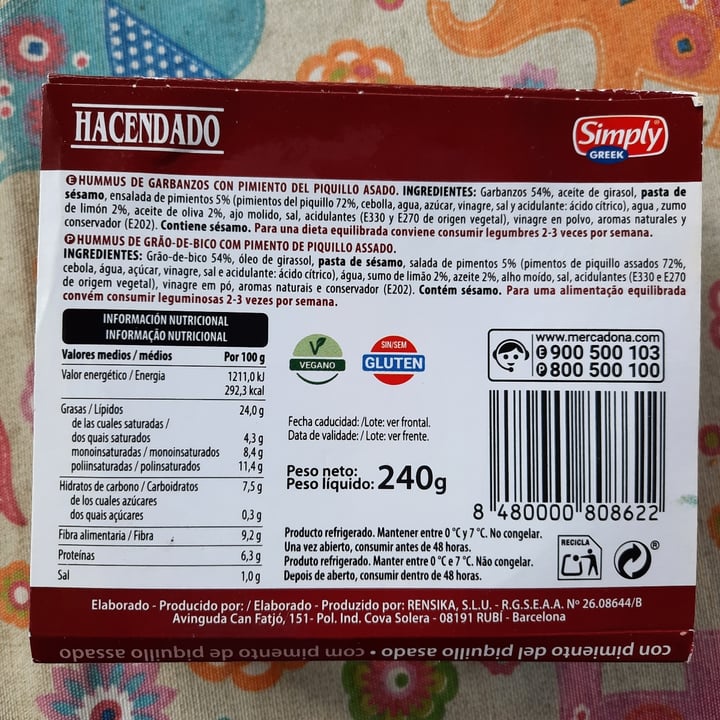 HACENDADO
Simply
GREEK
E HUMMUS DE GARBANZOS CON PIMIENTO DEL PIQUILLO ASADO. INGREDIENTES: Garbanzos 54%, aceite de girasol, pasta de
sésamo, ensalada de pimientos 5% (pimientos del piquillo 72%, cebolla, agua, azúcar, vinagre, sal y acidulante: ácido cítrico), agua , zumo
de limón 2%, aceite de oliva 2%, ajo molido, sal, acidulantes (E330 y E270 de origen vegetal), vinagre en polvo, aromas naturales y
conservador (E202). Contiene sésamo. Para una dieta equilibrada conviene consumir legumbres 2-3 veces por semana.
P HUMMUS DE GRÃO-DE-BICO COM PIMENTO DE PIQUILLO ASSADO.
INGREDIENTES: Grão-de-bico 54%, óleo de girassol, pasta de sésamo, salada de pimentos 5% (pimentos de piquillo assados 72%,
cebola, água, açúcar, vinagre, sal e acidulante: ácido cítrico), água, sumo de limão 2%, azeite 2%, alho moído, sal, acidulantes (E330 e E270
de origem vegetal), vinagre em pó, aromas naturais e conservador (E202). Contém sésamo. Para uma alimentação equilibrada
convém consumir leguminosas 2-3 vezes por semana.
INFORMACIÓN NUTRICIONAL
INFORMAÇÃO NUTRICIONAL
Valores medios / médios Por 100 g
Valor energético / Energia 1211,0 kJ
292,3 kcal
Grasas / Lípidos 24,0 g
de las cuales saturadas /
dos quais saturados 4,3 g
monoinsaturadas / monoinsaturados 8,4 g
poliinsaturadas / polinsaturados 11,4 g
Hidratos de carbono / Carboidratos 7,5 g
de los cuales azúcares
dos quais açúcares 0,3 g
Fibra alimentaria / Fibra 9,2 g
Proteínas 6,3 g
Sal 1,0 g
V
VEGANO
SIN/SEM
GLUTEN
www.mercadona.com
E 900 500 103
P 800 500 100
Fecha caducidad: /Lote: ver frontal.
Data de validade: / Lote: ver frente.
Peso neto:
Peso líquido: 240g
8 480000 808622
Producto refrigerado. Mantener entre 0 °C y 7 °C. No congelar.
Una vez abierto, consumir antes de 48 horas.
Produto refrigerado. Manter entre 0 °C e 7 °C. Não congelar.
Depois de aberto, consumir dentro de 48 horas.
RECICLA
®
Elaborado - Producido por: / Elaborado - Produzido por: RENSIKA, S.L.U. - R.G.S.E.A.A. Nº 26.08644/B
Avinguda Can Fatjó, 151- Pol. Ind. Cova Solera - 08191 RUBÍ - Barcelona
con pimiento del piquillo asado • com pimento de piquillo assado